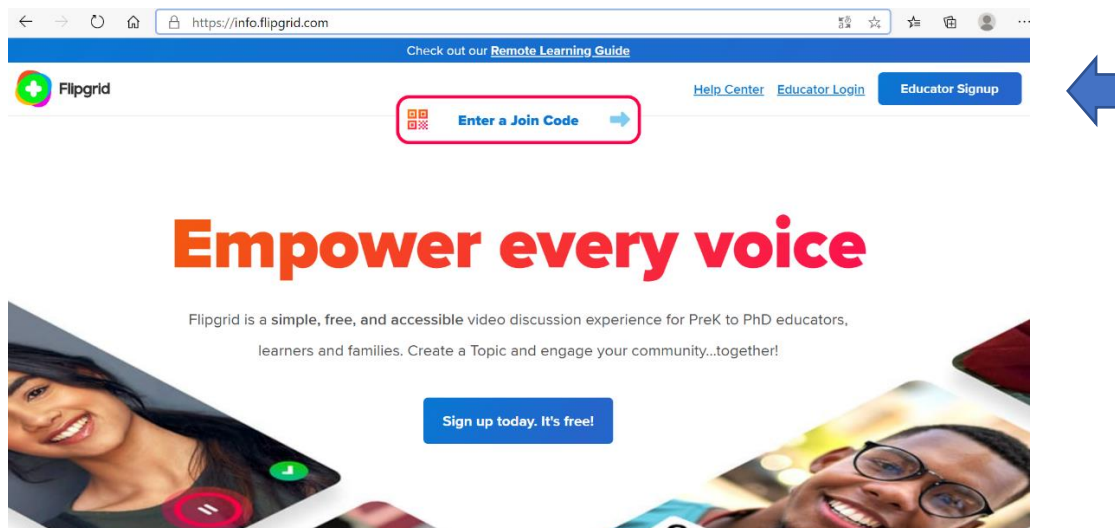 https://info.flipgrid.com
Check out our Remote Learning Guide
Flipgrid
Help Center Educator Login Educator Signup
Enter a Join Code
Empower every voice
Flipgrid is a simple, free, and accessible video discussion experience for PreK to PhD educators,
learners and families. Create a Topic and engage your community...together!
Sign up today. It's free!